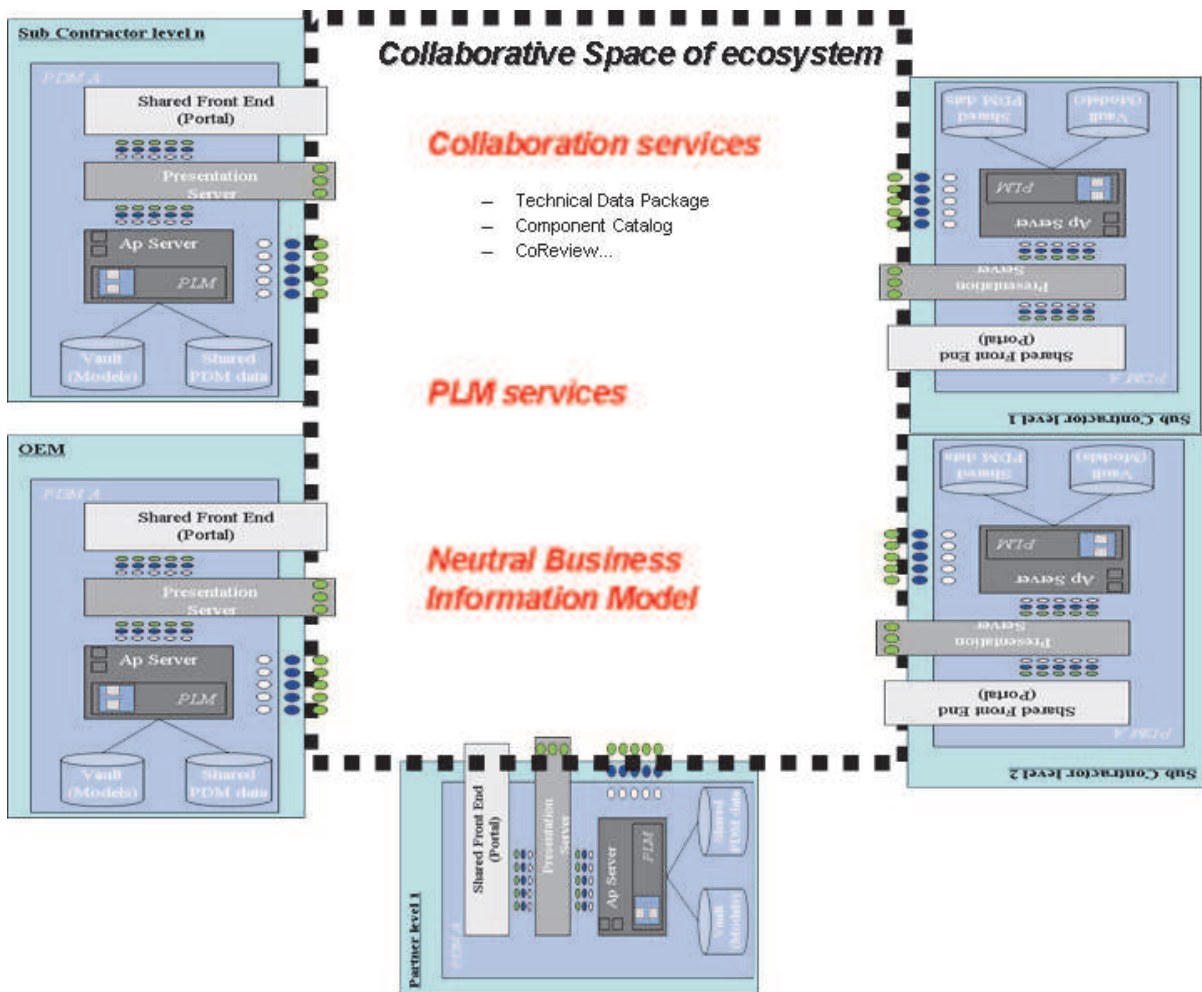 Sub Contractor level n
PDM A
Shared Front End
(Portal)
Presentation
Server
Ap Server
PLM
Vault
(Models)
Shared
PDM data
OEM
PDM A
Shared Front End
(Portal)
Presentation
Server
Ap Server
PLM
Vault
(Models)
Shared
PDM data
Collaborative Space of ecosystem
Collaboration services
– Technical Data Package
– Component Catalog
– CoReview...
PLM services
Neutral Business
Information Model
Sub Contractor level 1
PDM A
Shared Front End
(Portal)
Presentation
Server
Ap Server
PLM
Vault
(Models)
Shared
PDM data
Sub Contractor level 2
PDM A
Shared Front End
(Portal)
Presentation
Server
Ap Server
PLM
Vault
(Models)
Shared
PDM data
Partner level 1
PDM A
Shared Front End
(Portal)
Presentation
Server
Ap Server
PLM
Vault
(Models)
Shared
PDM data